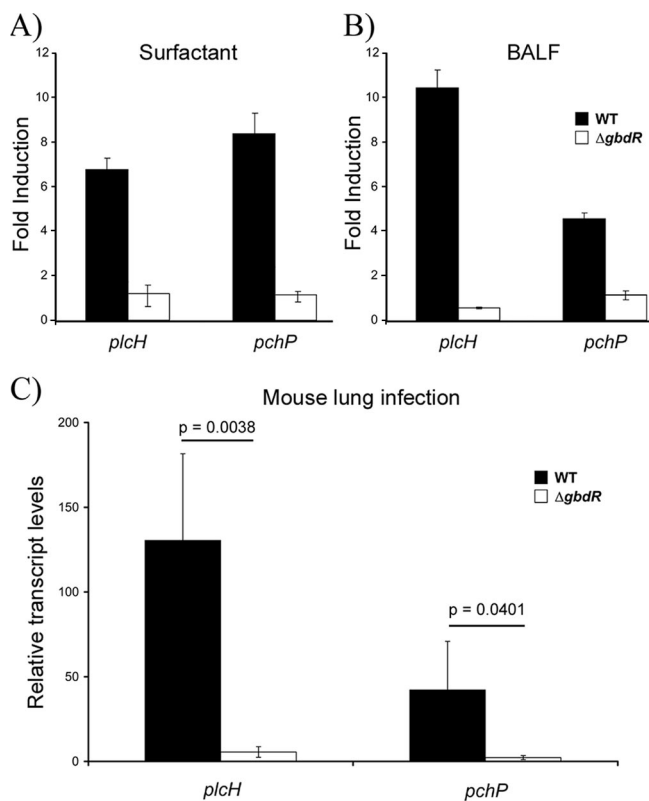 A)
Surfactant
Fold Induction
12
10
8
6
4
2
0
plcH
pchP
B)
BALF
Fold Induction
12
10
8
6
4
2
0
WT
ΔgbdR
plcH
pchP
C)
Mouse lung infection
Relative transcript levels
200
150
100
50
0
p = 0.0038
p = 0.0401
WT
ΔgbdR
plcH
pchP